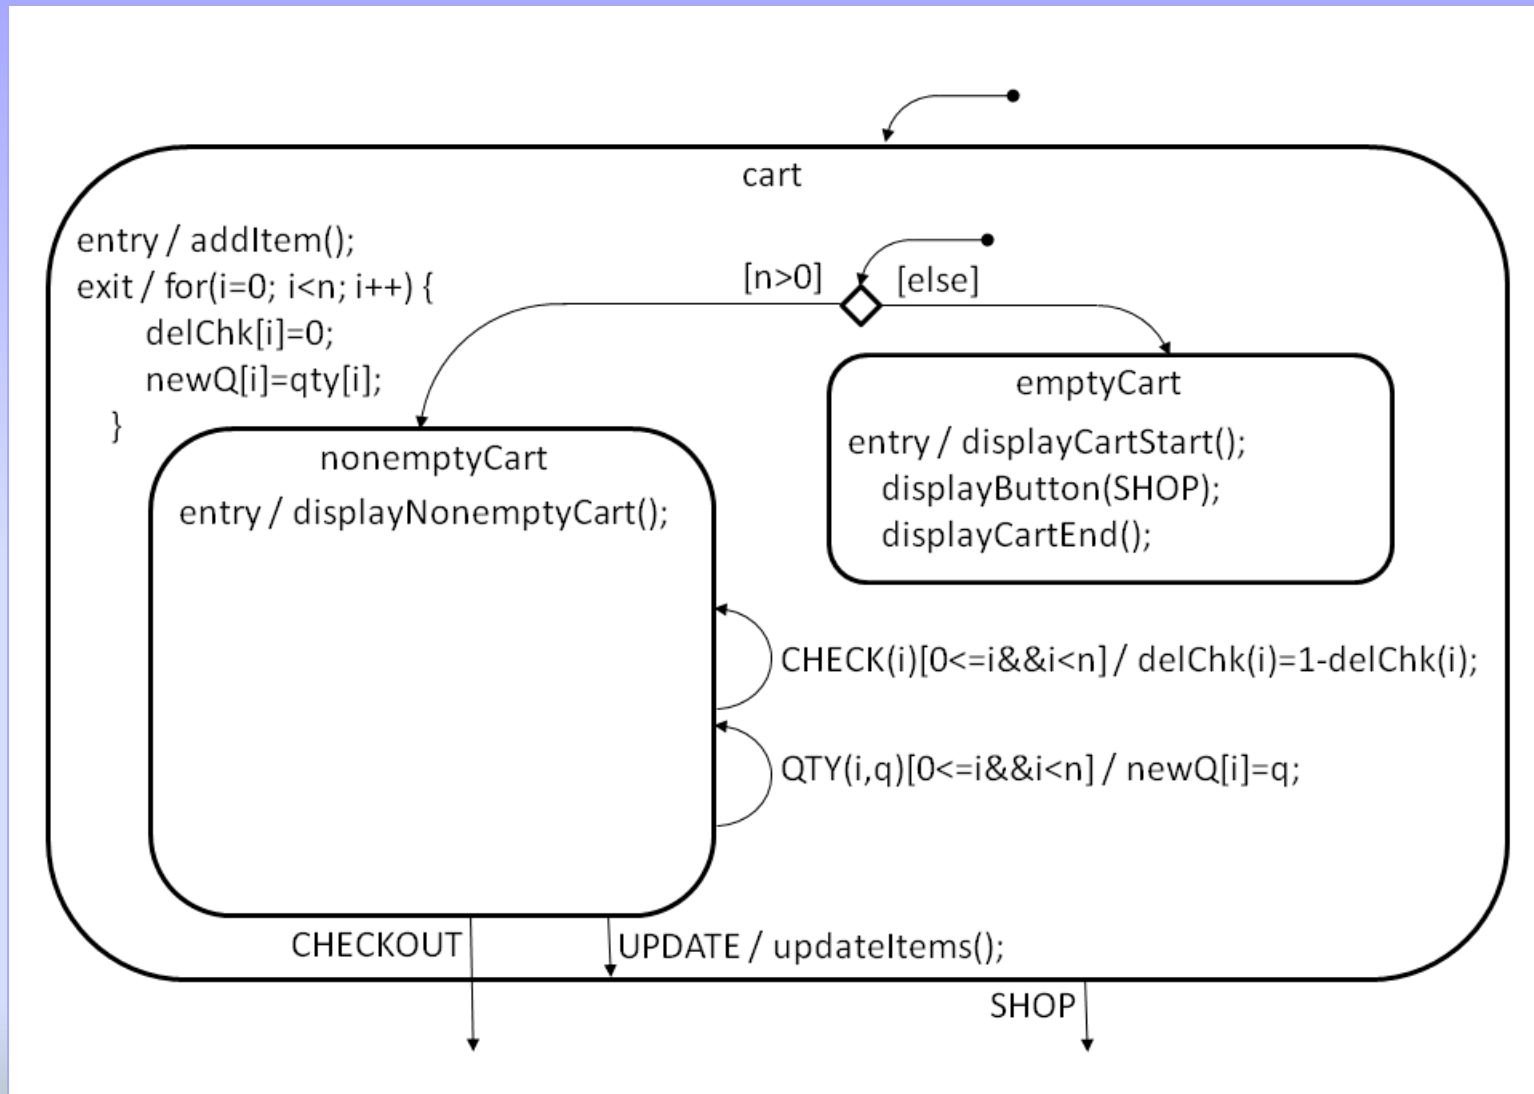 cart
entry / addItem();
exit / for(i=0; i<n; i++) {
delChk[i]=0;
newQ[i]=qty[i];
}
[n>0]
[else]
emptyCart
entry / displayCartStart();
displayButton(SHOP);
displayCartEnd();
nonemptyCart
entry / displayNonemptyCart();
CHECK(i)[0<=i&&i<n] / delChk(i)=1-delChk(i);
QTY(i,q)[0<=i&&i<n] / newQ[i]=q;
CHECKOUT
UPDATE / updateItems();
SHOP